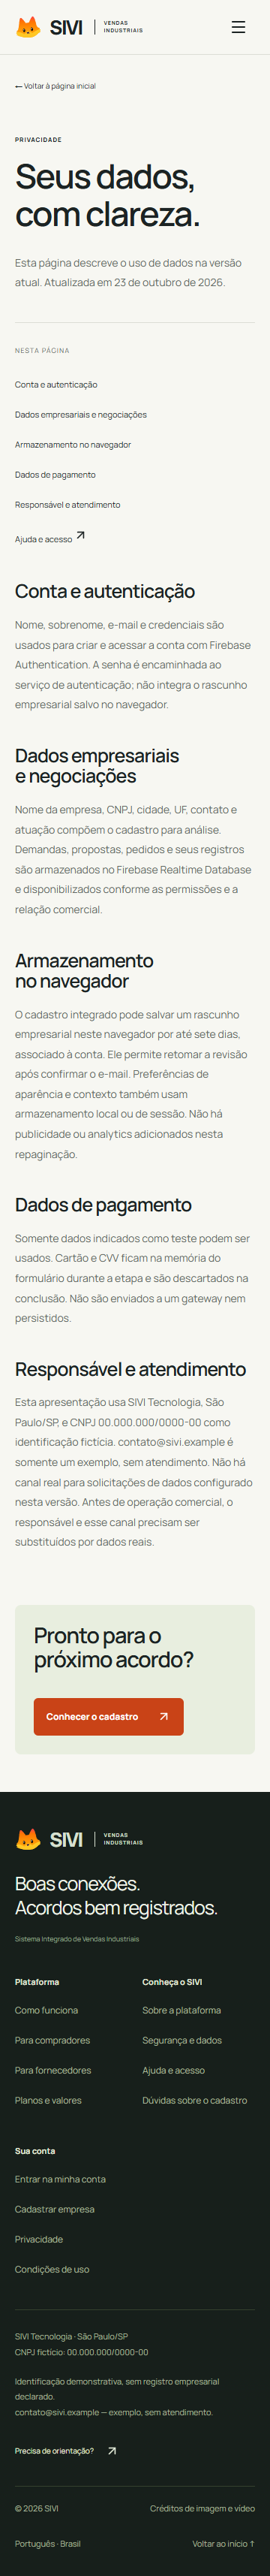 SIVI
VENDAS
INDUSTRIAIS
← Voltar à página inicial
PRIVACIDADE
Seus dados,
com clareza.
Esta página descreve o uso de dados na versão
atual. Atualizada em 23 de outubro de 2026.
NESTA PÁGINA
Conta e autenticação
Dados empresariais e negociações
Armazenamento no navegador
Dados de pagamento
Responsável e atendimento
Ajuda e acesso
Conta e autenticação
Nome, sobrenome, e-mail e credenciais são
usados para criar e acessar a conta com Firebase
Authentication. A senha é encaminhada ao
serviço de autenticação; não integra o rascunho
empresarial salvo no navegador.
Dados empresariais
e negociações
Nome da empresa, CNPJ, cidade, UF, contato e
atuação compõem o cadastro para análise.
Demandas, propostas, pedidos e seus registros
são armazenados no Firebase Realtime Database
e disponibilizados conforme as permissões e a
relação comercial.
Armazenamento
no navegador
O cadastro integrado pode salvar um rascunho
empresarial neste navegador por até sete dias,
associado à conta. Ele permite retomar a revisão
após confirmar o e-mail. Preferências de
aparência e contexto também usam
armazenamento local ou de sessão. Não há
publicidade ou analytics adicionados nesta
repaginação.
Dados de pagamento
Somente dados indicados como teste podem ser
usados. Cartão e CVV ficam na memória do
formulário durante a etapa e são descartados na
conclusão. Não são enviados a um gateway nem
persistidos.
Responsável e atendimento
Esta apresentação usa SIVI Tecnologia, São
Paulo/SP, e CNPJ 00.000.000/0000-00 como
identificação fictícia. contato@sivi.example é
somente um exemplo, sem atendimento. Não há
canal real para solicitações de dados configurado
nesta versão. Antes de operação comercial, o
responsável e esse canal precisam ser
substituídos por dados reais.
Pronto para o
próximo acordo?
Conhecer o cadastro
SIVI
VENDAS
INDUSTRIAIS
Boas conexões.
Acordos bem registrados.
Sistema Integrado de Vendas Industriais
Plataforma
Como funciona
Para compradores
Para fornecedores
Planos e valores
Conheça o SIVI
Sobre a plataforma
Segurança e dados
Ajuda e acesso
Dúvidas sobre o cadastro
Sua conta
Entrar na minha conta
Cadastrar empresa
Privacidade
Condições de uso
SIVI Tecnologia · São Paulo/SP
CNPJ fictício: 00.000.000/0000-00
Identificação demonstrativa, sem registro empresarial
declarado.
contato@sivi.example — exemplo, sem atendimento.
Precisa de orientação?
© 2026 SIVI
Créditos de imagem e vídeo
Português · Brasil
Voltar ao início ↑